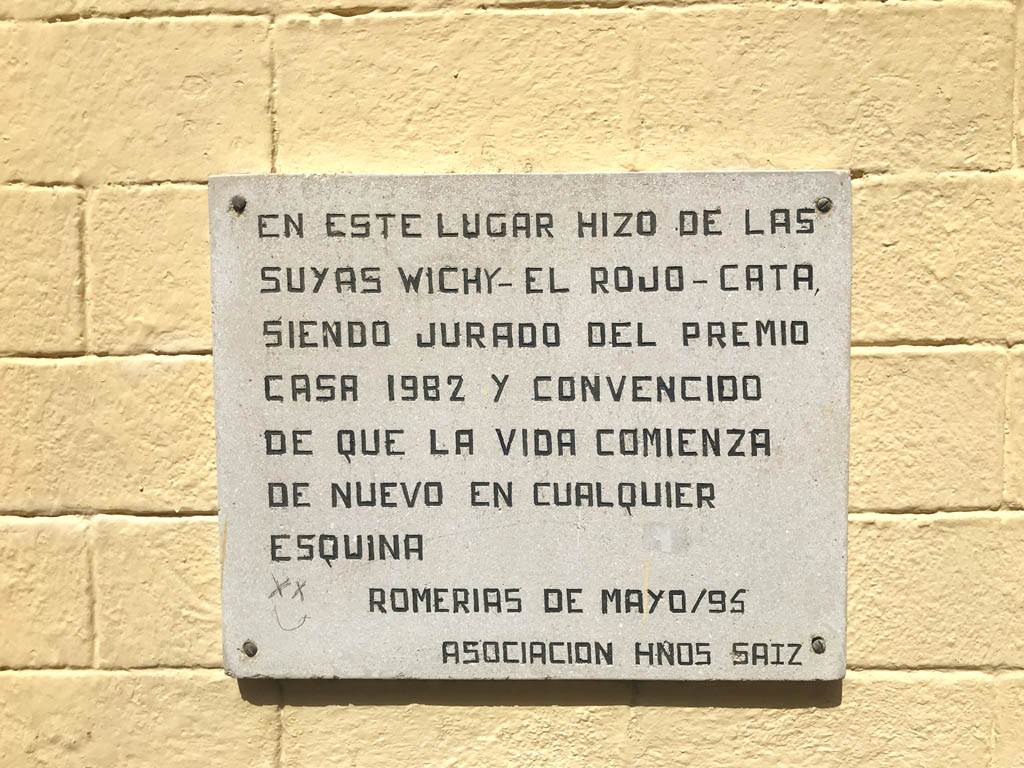 EN ESTE LUGAR HIZO DE LAS
SUYAS WICHY-EL ROJO-CATA,
SIENDO JURADO DEL PREMIO
CASA 1982 Y CONVENCIDO
DE QUE LA VIDA COMIENZA
DE NUEVO EN CUALQUIER
ESQUINA
ROMERIAS DE MAYO/95
ASOCIACION HNOS SAIZ